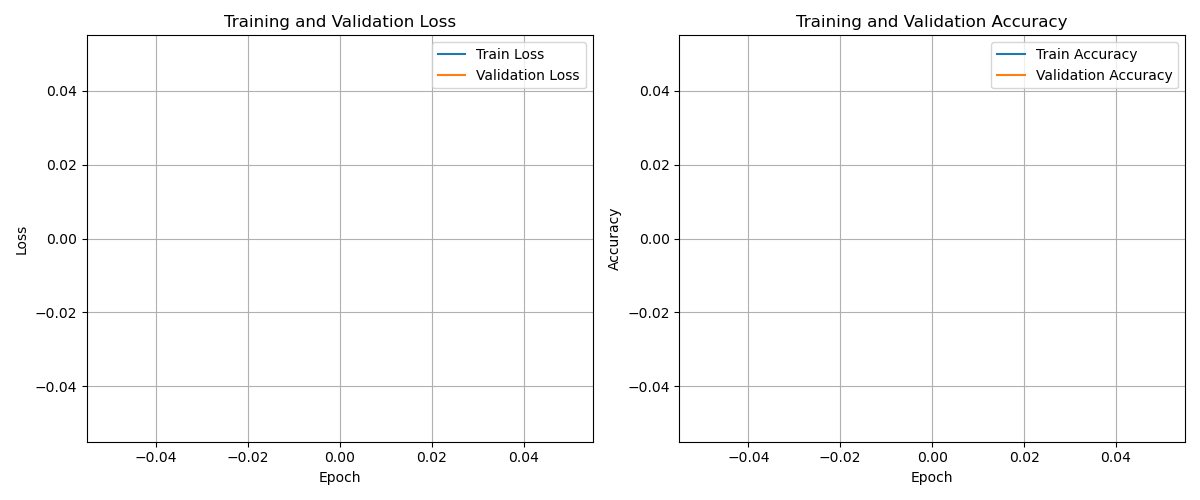 Training and Validation Loss
Train Loss
Validation Loss
0.04
0.02
0.00
−0.02
−0.04
Loss
−0.04 −0.02 0.00 0.02 0.04
Epoch
Training and Validation Accuracy
Train Accuracy
Validation Accuracy
0.04
0.02
0.00
−0.02
−0.04
Accuracy
−0.04 −0.02 0.00 0.02 0.04
Epoch